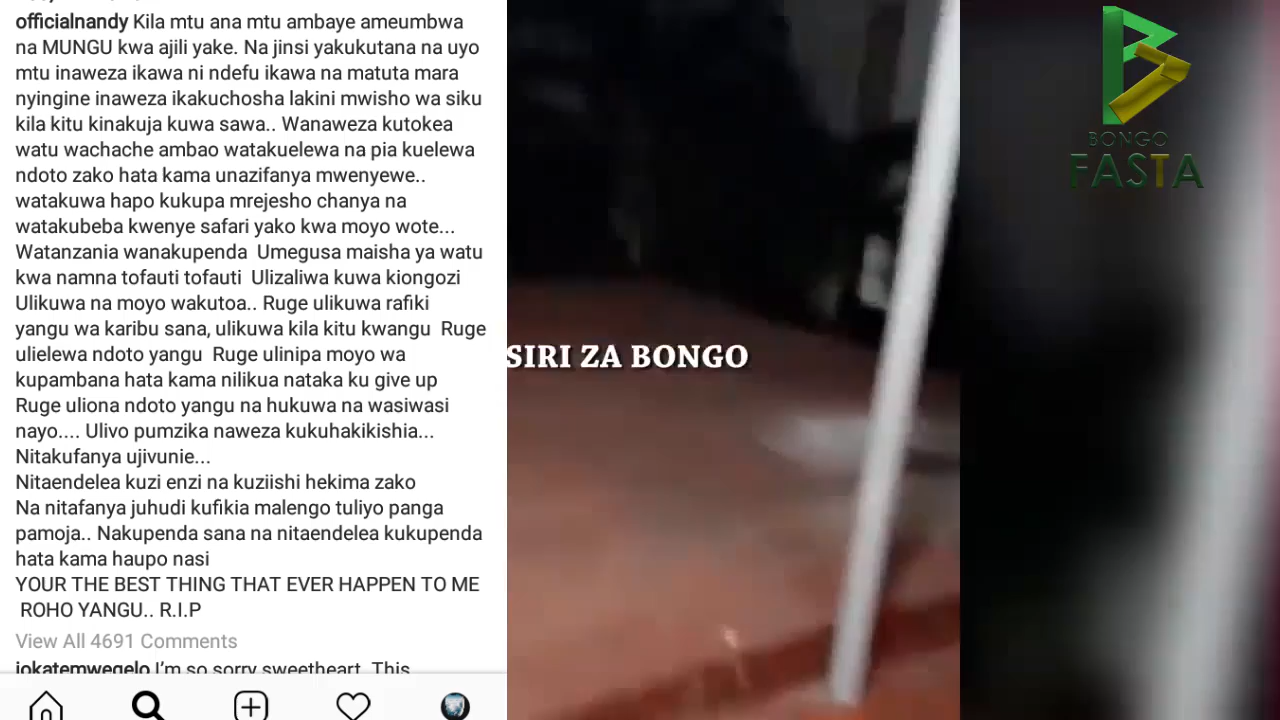 officialnandy Kila mtu ana mtu ambaye ameumbwa
na MUNGU kwa ajili yake. Na jinsi yakukutana na uyo
mtu inaweza ikawa ni ndefu ikawa na matuta mara
nyingine inaweza ikakuchosha lakini mwisho wa siku
kila kitu kinakuja kuwa sawa.. Wanaweza kutokea
watu wachache ambao watakuelewa na pia kuelewa
ndoto zako hata kama unazifanya mwenyewe..
watakuwa hapo kukupa mrejesho chanya na
watakubeba kwenye safari yako kwa moyo wote...
Watanzania wanakupenda Umegusa maisha ya watu
kwa namna tofauti tofauti Ulizaliwa kuwa kiongozi
Ulikuwa na moyo wakutoa.. Ruge ulikuwa rafiki
yangu wa karibu sana, ulikuwa kila kitu kwangu Ruge
ulielewa ndoto yangu Ruge ulinipa moyo wa
kupambana hata kama nilikua nataka ku give up
Ruge uliona ndoto yangu na hukuwa na wasiwasi
nayo.... Ulivo pumzika naweza kukuhakikishia...
Nitakufanya ujivunie...
Nitaendelea kuzi enzi na kuziishi hekima zako
Na nitafanya juhudi kufikia malengo tuliyo panga
pamoja.. Nakupenda sana na nitaendelea kukupenda
hata kama haupo nasi
YOUR THE BEST THING THAT EVER HAPPEN TO ME
ROHO YANGU.. R.I.P
View All 4691 Comments
jokatemwegelo I'm so sorry sweetheart. This
SIRI ZA BONGO
BONGO
FASTA